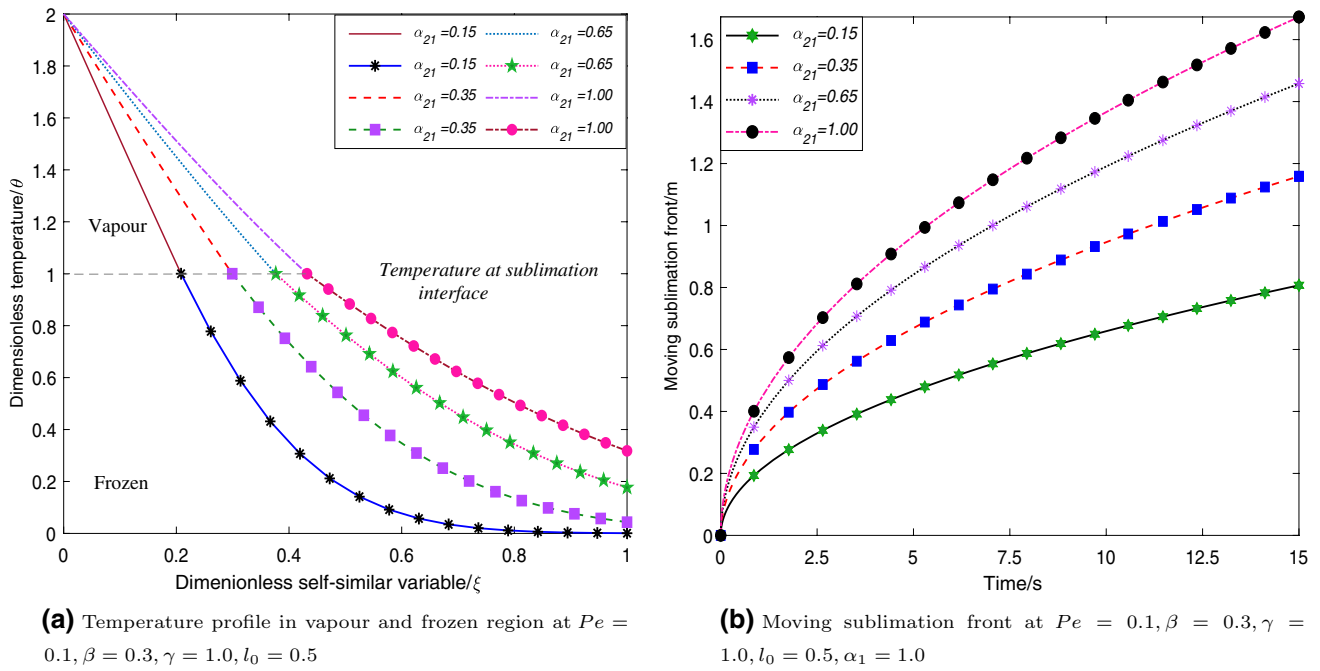 2
1.8
1.6
1.4
1.2
1
0.8
0.6
0.4
0.2
0
Dimensionless temperature/θ
α21=0.15
α21=0.15
α21=0.35
α21=0.35
α21=0.65
α21=0.65
α21=1.00
α21=1.00
Vapour
Temperature at sublimation
interface
Frozen
0 0.2 0.4 0.6 0.8 1
Dimenionless self-similar variable/ξ
(a) Temperature profile in vapour and frozen region at Pe =
0.1, β = 0.3, γ = 1.0, l0 = 0.5
1.6
1.4
1.2
1
0.8
0.6
0.4
0.2
0
Moving sublimation front/m
α21=0.15
α21=0.35
α21=0.65
α21=1.00
0 2.5 5 7.5 10 12.5 15
Time/s
(b) Moving sublimation front at Pe = 0.1, β = 0.3, γ =
1.0, l0 = 0.5, α1 = 1.0